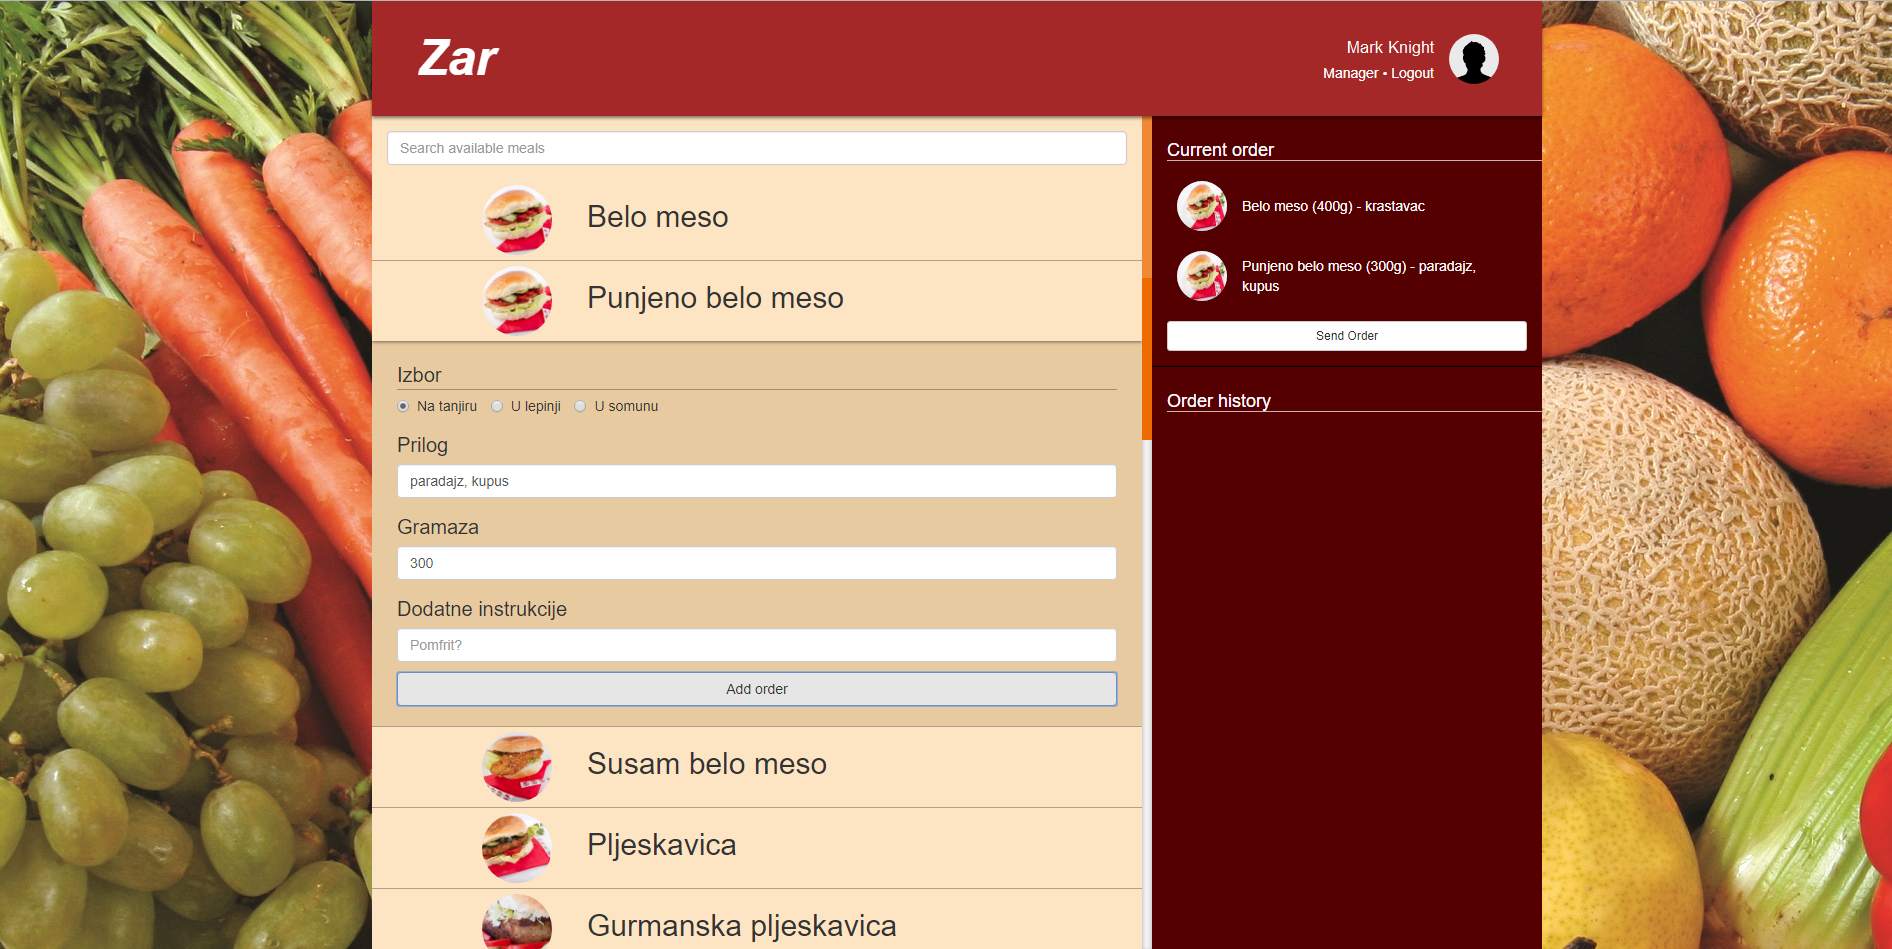 Zar
Mark Knight
Manager • Logout
Search available meals
Belo meso
Punjeno belo meso
Izbor
Na tanjiru U lepinji U somunu
Prilog
paradajz, kupus
Gramaza
300
Dodatne instrukcije
Pomfrit?
Add order
Susam belo meso
Pljeskavica
Gurmanska pljeskavica
Current order
Belo meso (400g) - krastavac
Punjeno belo meso (300g) - paradajz,
kupus
Send Order
Order history